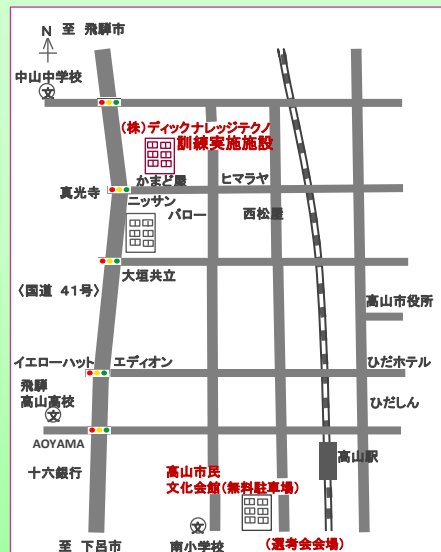 N 至 飛騨市
中山中学校
文
(株)ディックナレッジテクノ
訓練実施施設
かまど屋
ヒマラヤ
真光寺
ニッサン
バロー
西松屋
大垣共立
〈国道 41号〉
高山市役所
イエローハット
エディオン
ひだホテル
飛騨
高山高校
文
ひだしん
AOYAMA
十六銀行
高山駅
高山市民
文化会館(無料駐車場)
文
南小学校
(選考会会場)
至 下呂市